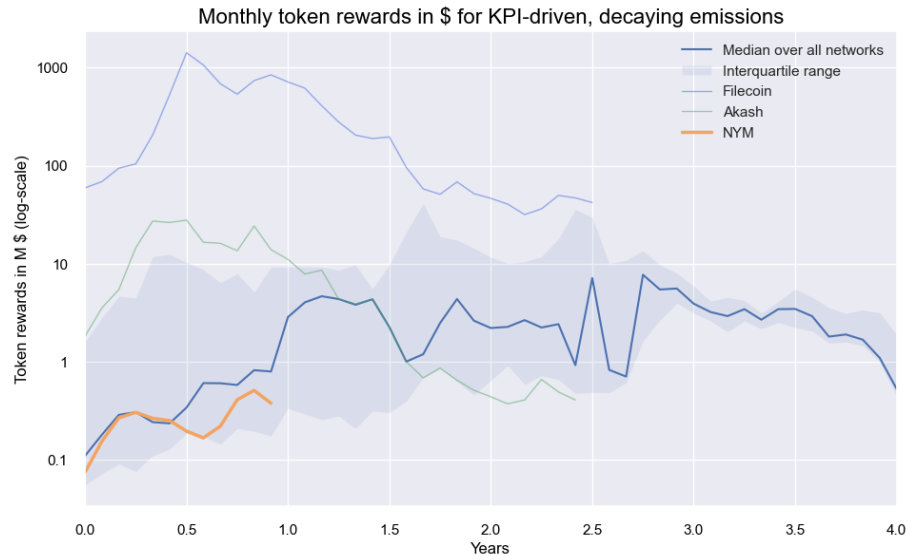 Monthly token rewards in $ for KPI-driven, decaying emissions
Median over all networks
Interquartile range
Filecoin
Akash
NYM
Token rewards in M $ (log-scale)
1000
100
10
1
0.1
0.0 0.5 1.0 1.5 2.0 2.5 3.0 3.5 4.0
Years